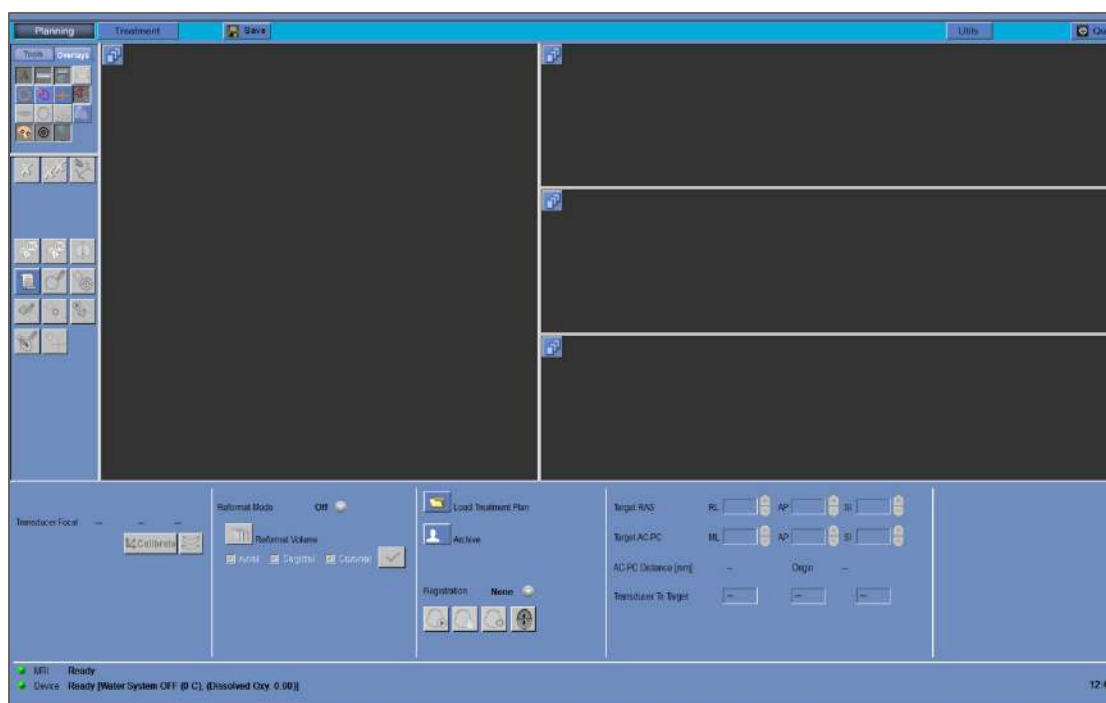 Planning Treatment Save Utils
Tools Overlays
Reformat Mode Off
Load Treatment Plan
Target RAS RL AP SI
Transducer Focal -- -- --
Calibrate
Reformat Volume
Archive
Target AC-PC ML AP SI
Axial Sagittal Coronal
AC-PC Distance [mm] -- Origin --
Registration None
Transducer To Target -- -- --
MRI Ready
Device Ready [Water System OFF (0 C), (Dissolved Oxy. 0.00)]